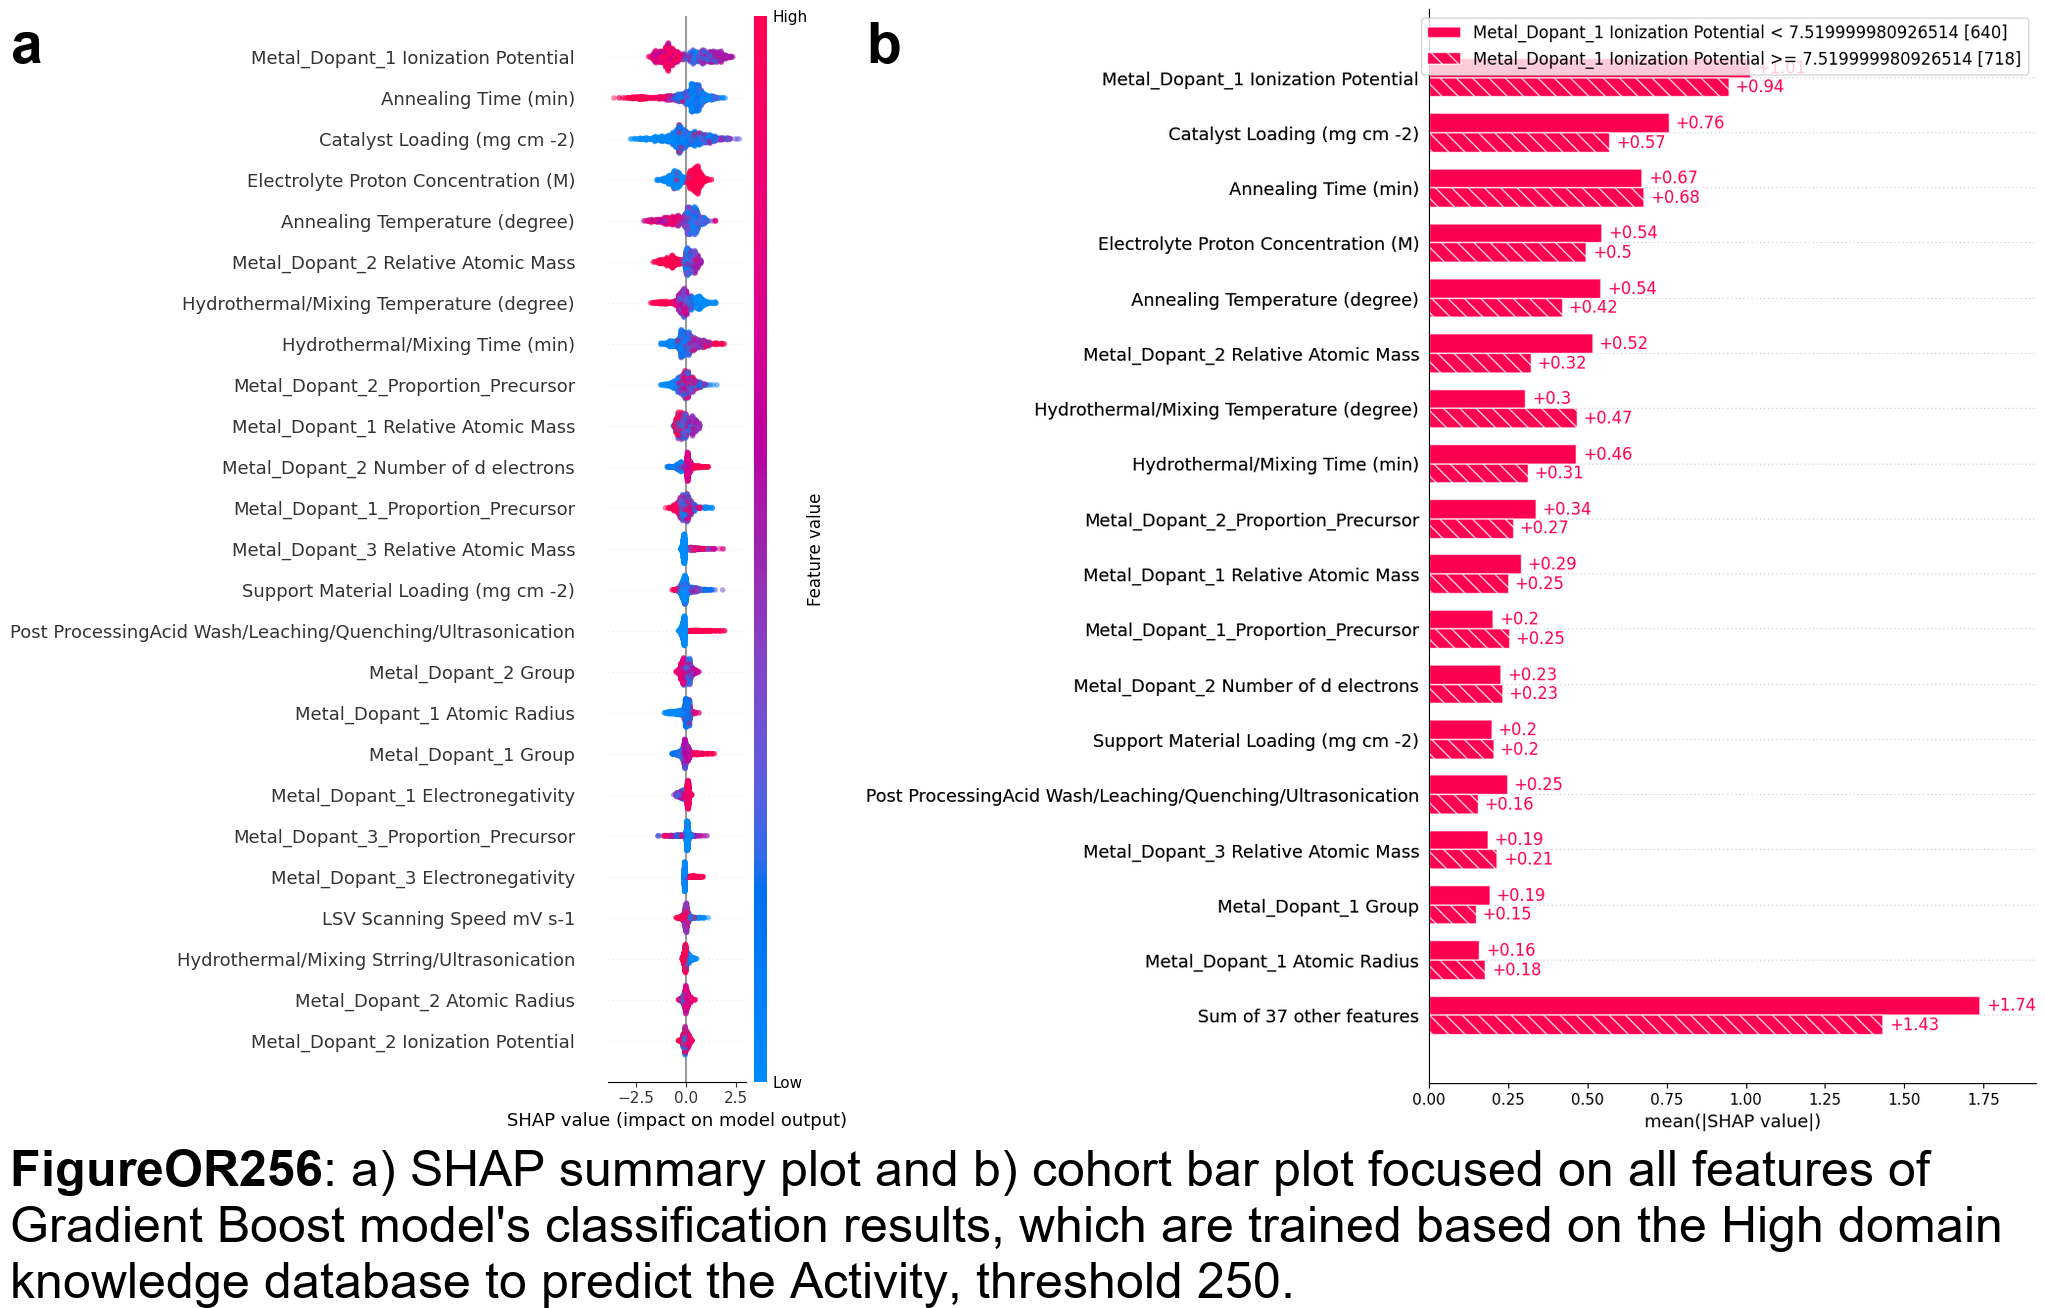 a
High
Metal_Dopant_1 Ionization Potential
Annealing Time (min)
Catalyst Loading (mg cm -2)
Electrolyte Proton Concentration (M)
Annealing Temperature (degree)
Metal_Dopant_2 Relative Atomic Mass
Hydrothermal/Mixing Temperature (degree)
Hydrothermal/Mixing Time (min)
Metal_Dopant_2_Proportion_Precursor
Metal_Dopant_1 Relative Atomic Mass
Metal_Dopant_2 Number of d electrons
Metal_Dopant_1_Proportion_Precursor
Metal_Dopant_3 Relative Atomic Mass
Support Material Loading (mg cm -2)
Post ProcessingAcid Wash/Leaching/Quenching/Ultrasonication
Metal_Dopant_2 Group
Metal_Dopant_1 Atomic Radius
Metal_Dopant_1 Group
Metal_Dopant_1 Electronegativity
Metal_Dopant_3_Proportion_Precursor
Metal_Dopant_3 Electronegativity
LSV Scanning Speed mV s-1
Hydrothermal/Mixing Strring/Ultrasonication
Metal_Dopant_2 Atomic Radius
Metal_Dopant_2 Ionization Potential
Feature value
Low
−2.5 0.0 2.5
SHAP value (impact on model output)
b
Metal_Dopant_1 Ionization Potential < 7.519999980926514 [640]
Metal_Dopant_1 Ionization Potential >= 7.519999980926514 [718]
Metal_Dopant_1 Ionization Potential
+1.01
+0.94
Catalyst Loading (mg cm -2)
+0.76
+0.57
Annealing Time (min)
+0.67
+0.68
Electrolyte Proton Concentration (M)
+0.54
+0.5
Annealing Temperature (degree)
+0.54
+0.42
Metal_Dopant_2 Relative Atomic Mass
+0.52
+0.32
Hydrothermal/Mixing Temperature (degree)
+0.3
+0.47
Hydrothermal/Mixing Time (min)
+0.46
+0.31
Metal_Dopant_2_Proportion_Precursor
+0.34
+0.27
Metal_Dopant_1 Relative Atomic Mass
+0.29
+0.25
Metal_Dopant_1_Proportion_Precursor
+0.2
+0.25
Metal_Dopant_2 Number of d electrons
+0.23
+0.23
Support Material Loading (mg cm -2)
+0.2
+0.2
Post ProcessingAcid Wash/Leaching/Quenching/Ultrasonication
+0.25
+0.16
Metal_Dopant_3 Relative Atomic Mass
+0.19
+0.21
Metal_Dopant_1 Group
+0.19
+0.15
Metal_Dopant_1 Atomic Radius
+0.16
+0.18
Sum of 37 other features
+1.74
+1.43
0.00 0.25 0.50 0.75 1.00 1.25 1.50 1.75
mean(|SHAP value|)
FigureOR256: a) SHAP summary plot and b) cohort bar plot focused on all features of
Gradient Boost model's classification results, which are trained based on the High domain
knowledge database to predict the Activity, threshold 250.